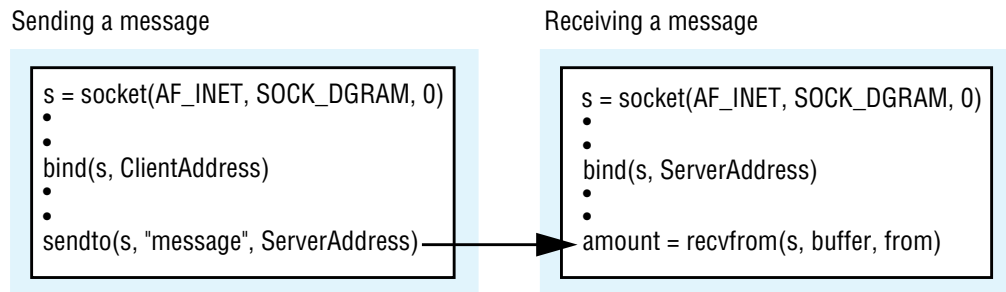 Sending a message
s = socket(AF_INET, SOCK_DGRAM, 0)
•
•
bind(s, ClientAddress)
•
•
sendto(s, "message", ServerAddress)
Receiving a message
s = socket(AF_INET, SOCK_DGRAM, 0)
•
•
bind(s, ServerAddress)
•
•
amount = recvfrom(s, buffer, from)